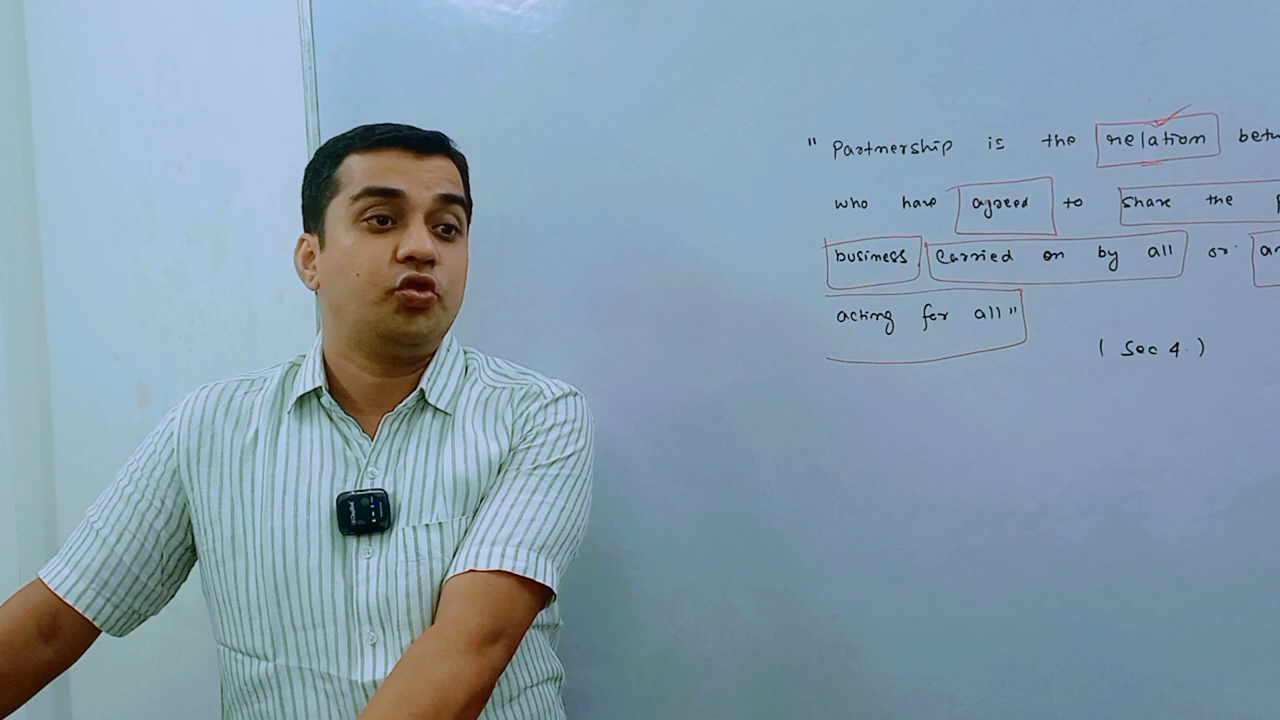 " Partnership is the relation
who have agreed to share the
business carried on by all or
acting for all "
( Sec 4. )